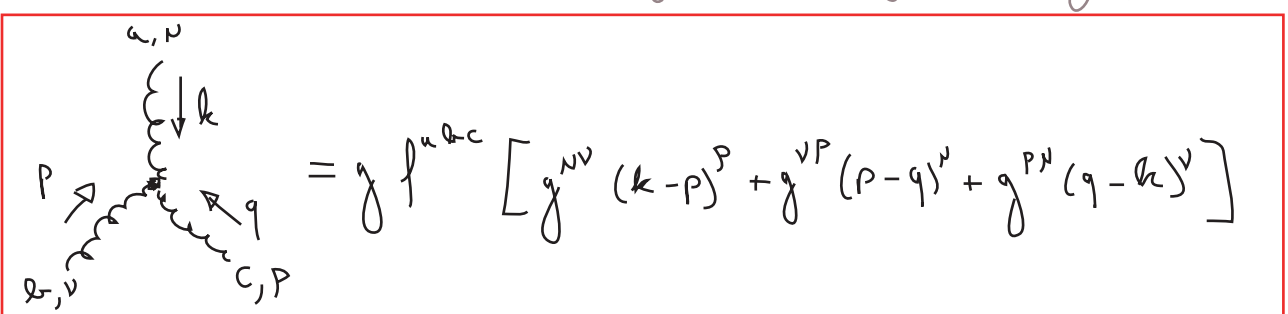 a, μ
k
p
q
b, ν
c, ρ
= g f^{abc} [ g^{μν} (k - p)^ρ + g^{νρ} (p - q)^μ + g^{ρμ} (q - k)^ν ]